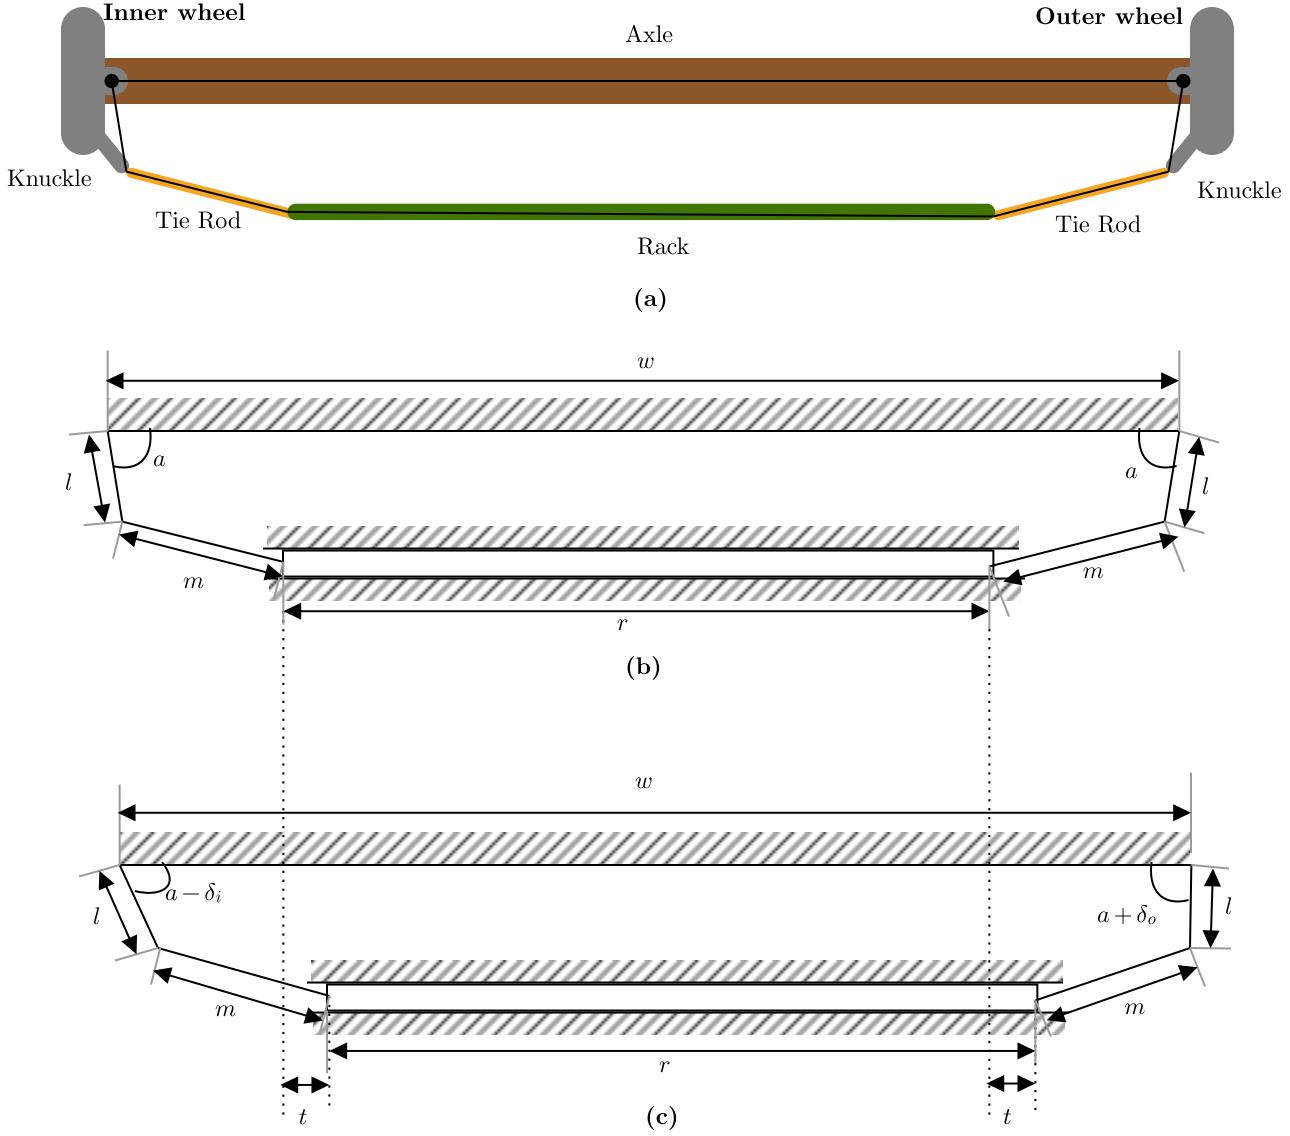 Inner wheel
Outer wheel
Axle
Knuckle
Knuckle
Tie Rod
Tie Rod
Rack
(a)
w
a
a
l
l
m
m
r
(b)
w
a − δi
a + δo
l
l
m
m
r
t
t
(c)